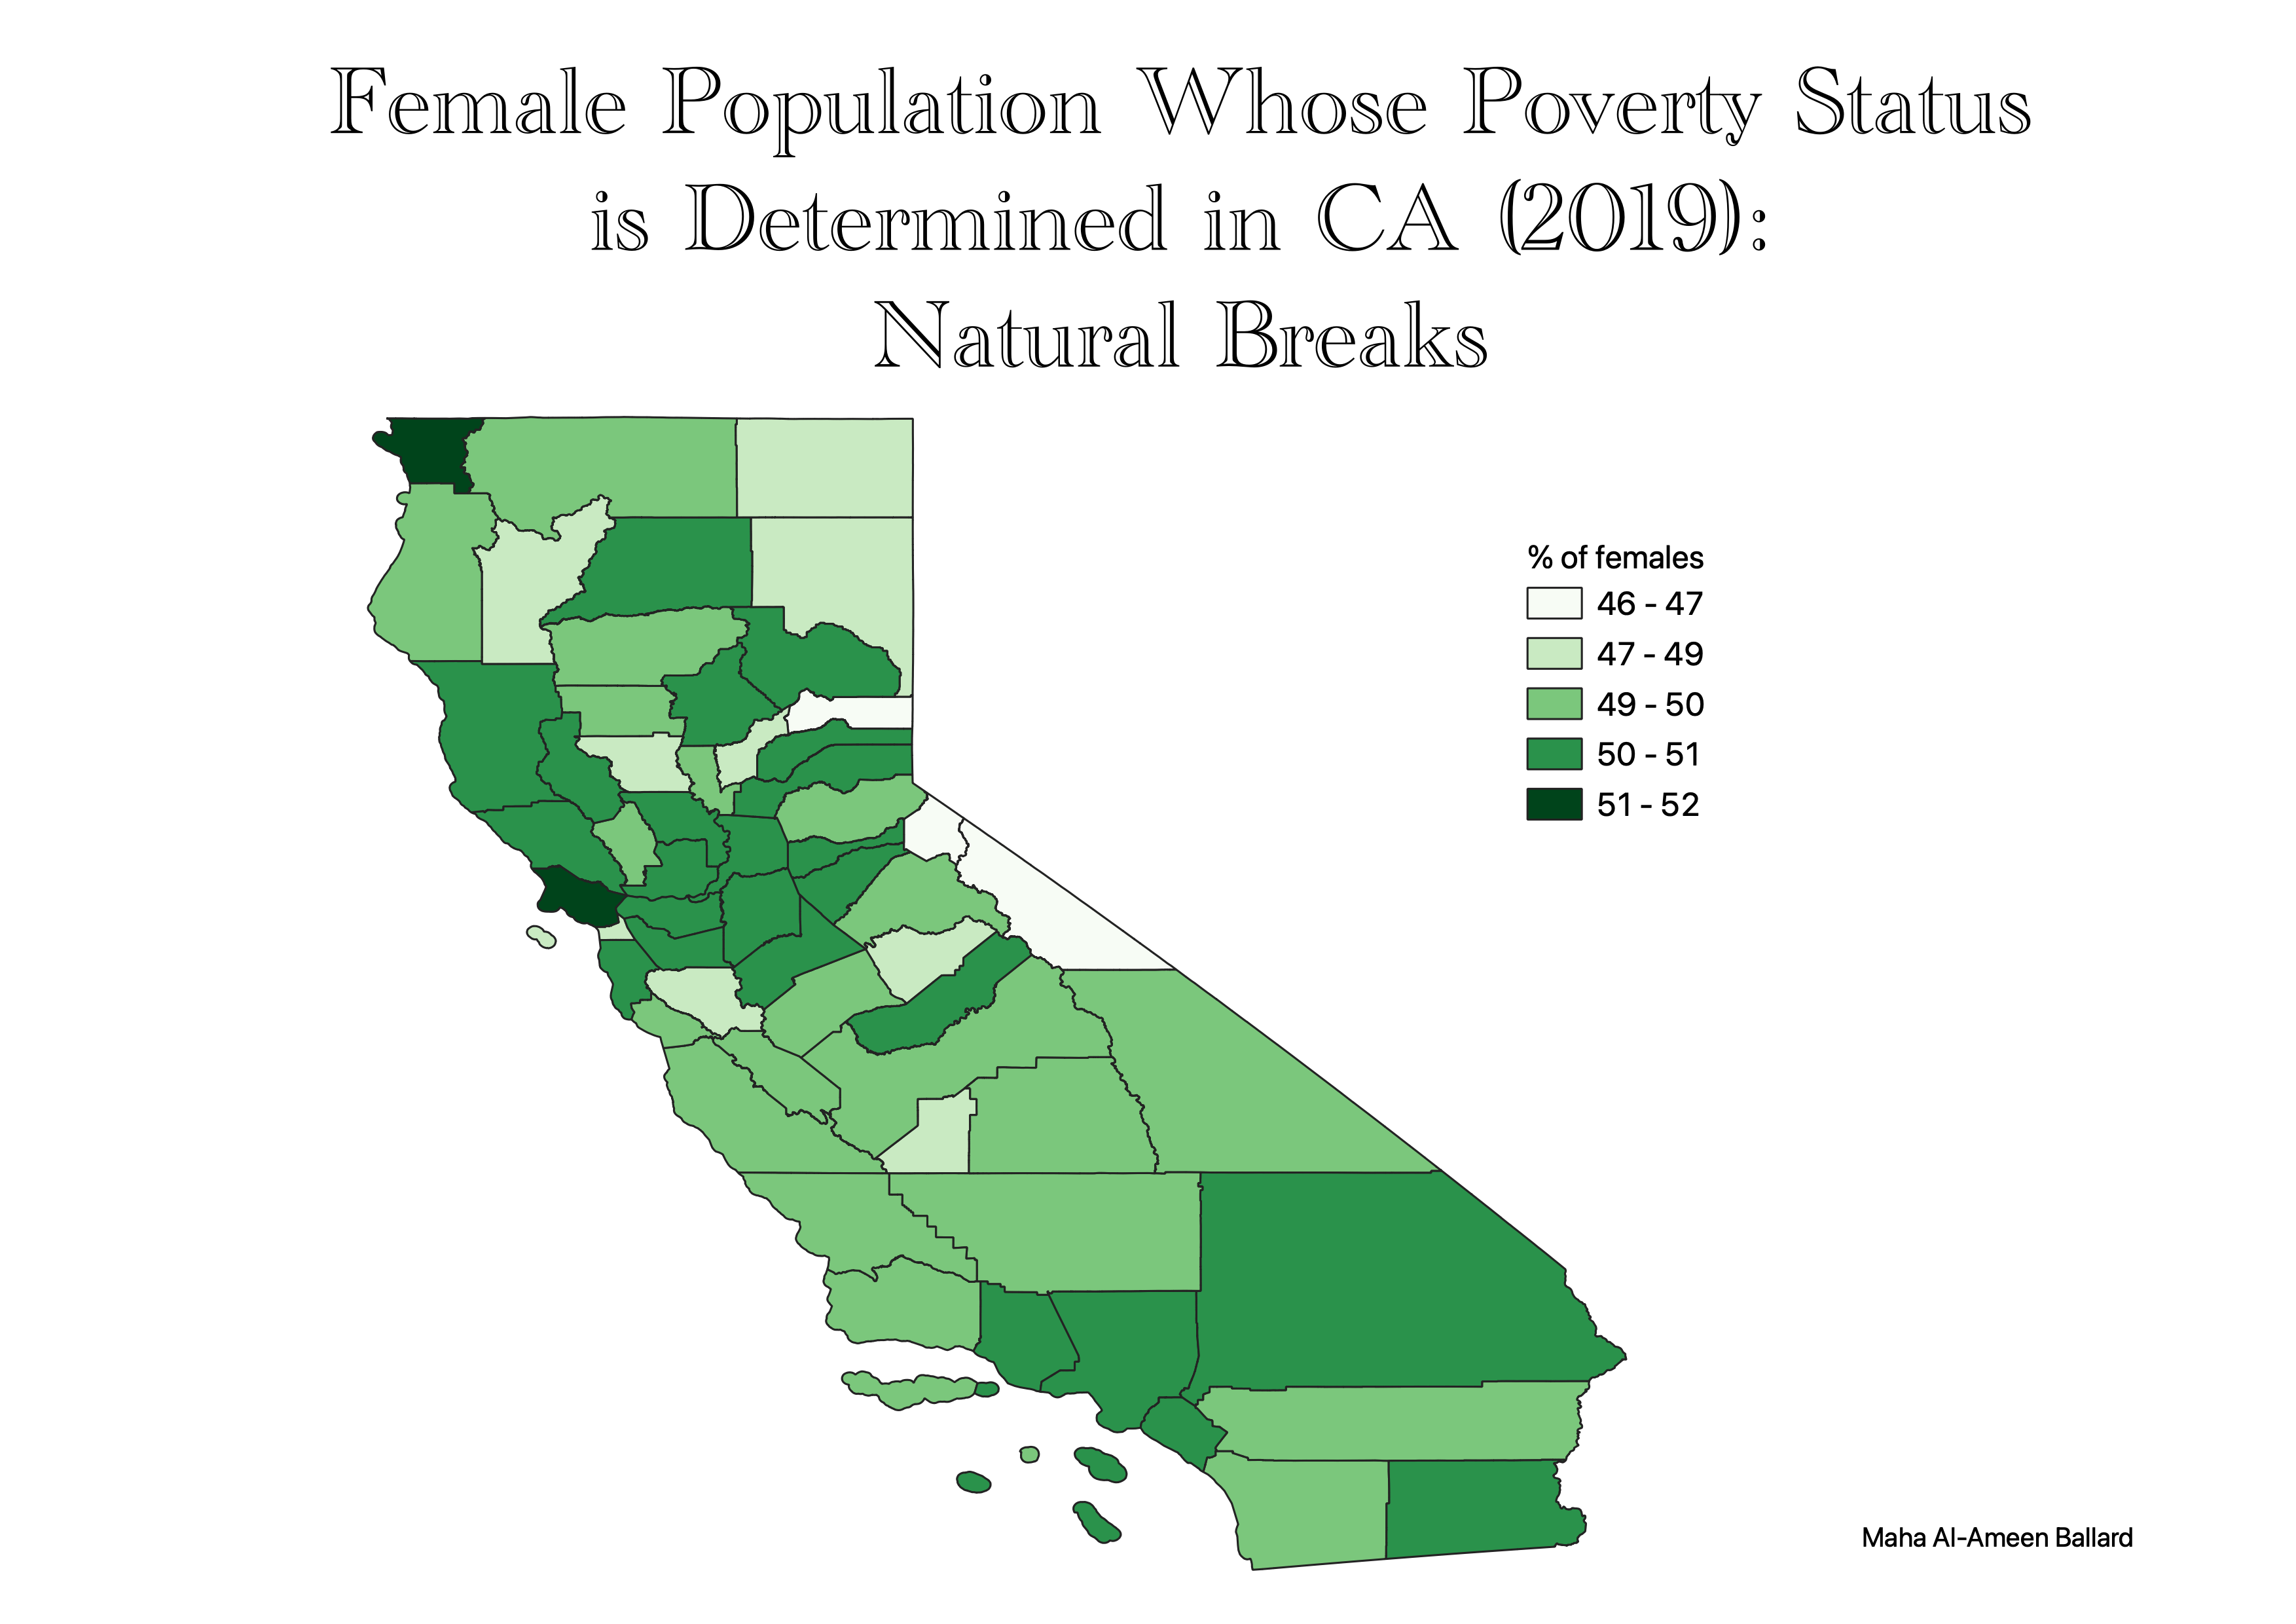 Female Population Whose Poverty Status
is Determined in CA (2019):
Natural Breaks
% of females
46 - 47
47 - 49
49 - 50
50 - 51
51 - 52
Maha Al-Ameen Ballard